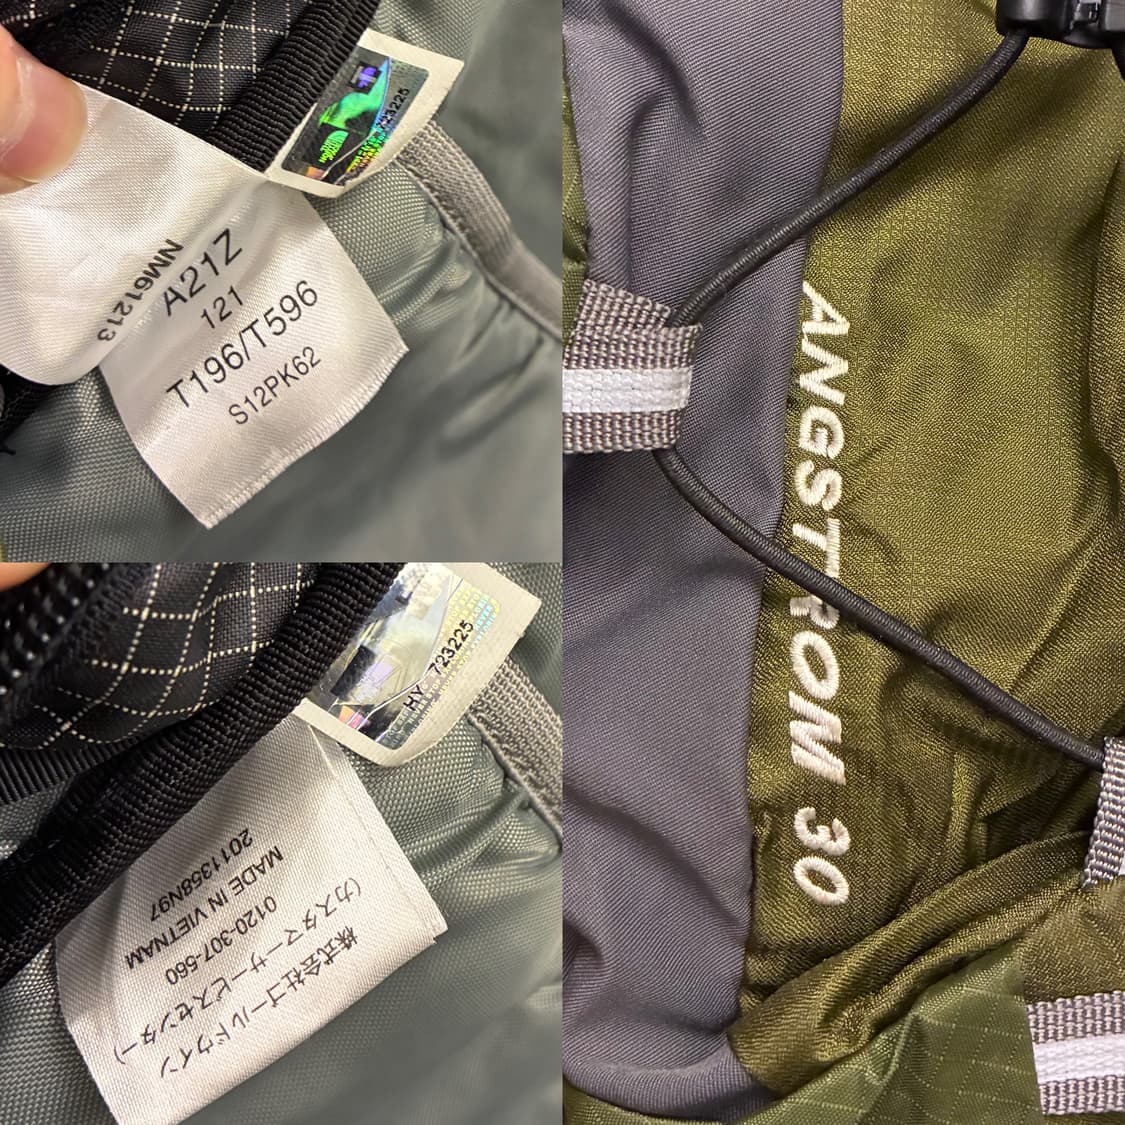 NM61213
A21Z
121
T196/T596
S12PK62
723225
ANGSTROM 30
HY 723225
株式会社ゴールドウイン
(カスタマーサービスセンター)
0120-307-560
MADE IN VIETNAM
2011358N97